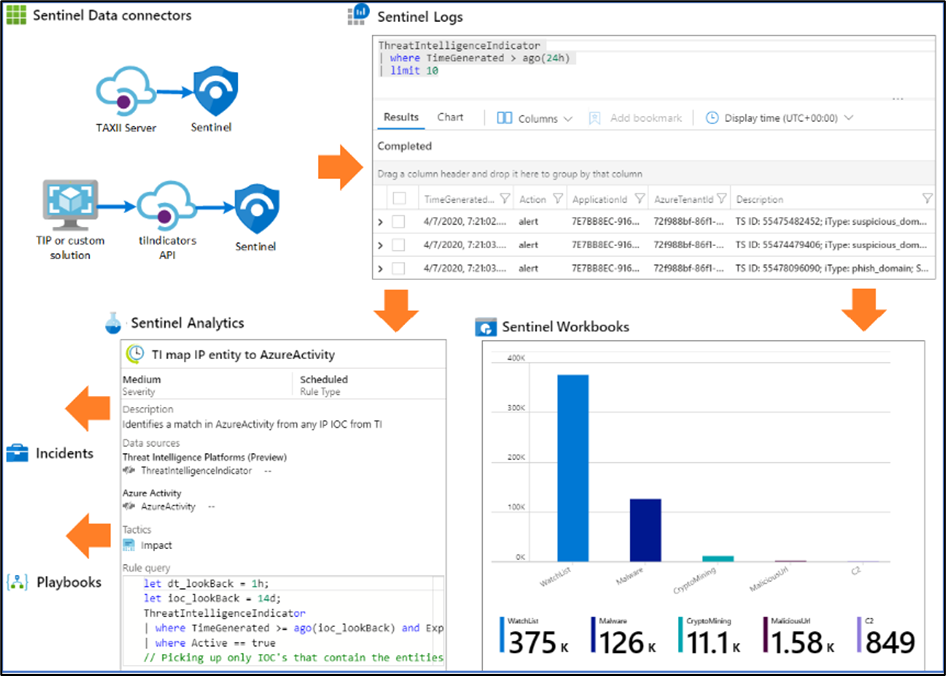 Sentinel Data connectors
TAXII Server
Sentinel
TIP or custom
solution
tiIndicators
API
Sentinel
Sentinel Logs
ThreatIntelligenceIndicator
| where TimeGenerated > ago(24h)
| limit 10
...
Results Chart Columns Add bookmark Display time (UTC+00:00)
Completed
Drag a column header and drop it here to group by that column
TimeGenerated... Action ApplicationId AzureTenantId Description
4/7/2020, 7:21:02.... alert 7E7BB8EC-916... 72f988bf-86f1-... TS ID: 55475482452; iType: suspicious_dom...
4/7/2020, 7:21:03.... alert 7E7BB8EC-916... 72f988bf-86f1-... TS ID: 55474479406; iType: suspicious_dom...
4/7/2020, 7:21:03.... alert 7E7BB8EC-916... 72f988bf-86f1-... TS ID: 55478096090; iType: phish_domain; S...
Sentinel Analytics
TI map IP entity to AzureActivity
Medium Scheduled
Severity Rule Type
Description
Identifies a match in AzureActivity from any IP IOC from TI
Data sources
Threat Intelligence Platforms (Preview)
ThreatIntelligenceIndicator --
Azure Activity
AzureActivity --
Tactics
Impact
Rule query
let dt_lookBack = 1h;
let ioc_lookBack = 14d;
ThreatIntelligenceIndicator
| where TimeGenerated >= ago(ioc_lookBack) and Exp
| where Active == true
// Picking up only IOC's that contain the entities
Incidents
Playbooks
Sentinel Workbooks
400K
300K
200K
100K
0K
WatchList
Malware
CryptoMining
MaliciousUrl
C2
WatchList Malware CryptoMining MaliciousUrl C2
375 K 126 K 11.1 K 1.58 K 849